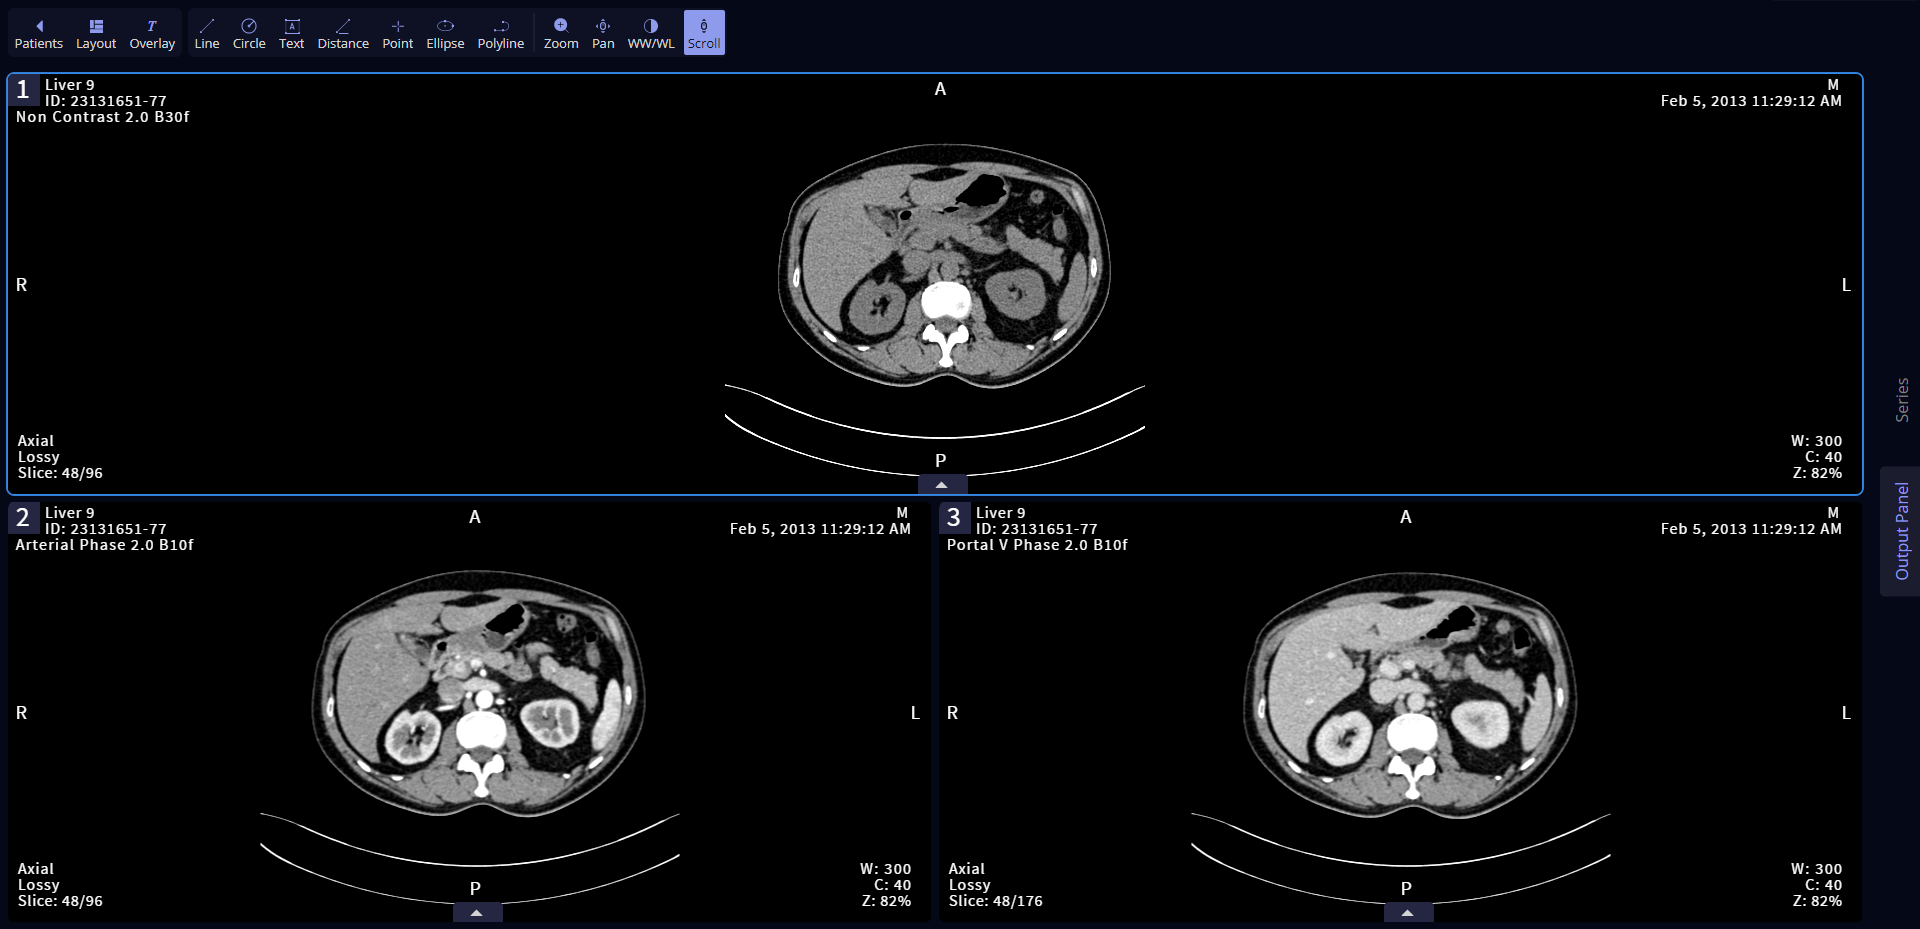 Patients Layout Overlay Line Circle Text Distance Point Ellipse Polyline Zoom Pan WW/WL Scroll
1
Liver 9
ID: 23131651-77
Non Contrast 2.0 B30f
A
M
Feb 5, 2013 11:29:12 AM
R
L
Axial
Lossy
Slice: 48/96
P
W: 300
C: 40
Z: 82%
2
Liver 9
ID: 23131651-77
Arterial Phase 2.0 B10f
A
M
Feb 5, 2013 11:29:12 AM
R
L
Axial
Lossy
Slice: 48/96
P
W: 300
C: 40
Z: 82%
3
Liver 9
ID: 23131651-77
Portal V Phase 2.0 B10f
A
M
Feb 5, 2013 11:29:12 AM
R
L
Axial
Lossy
Slice: 48/176
P
W: 300
C: 40
Z: 82%
Series
Output Panel